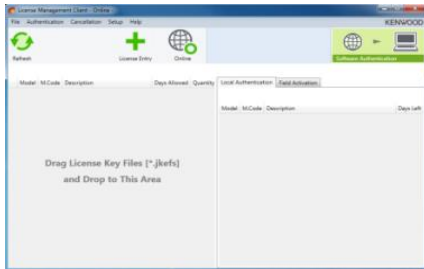 License Management Client - Online
File Authentication Cancellation Setup Help
KENWOOD
Refresh
License Entry
Online
Software Authentication
Model M.Code Description Days Allowed Quantity
Local Authentication Field Activation
Model M.Code Description Days Left
Drag License Key Files (*.jkefs)
and Drop to This Area